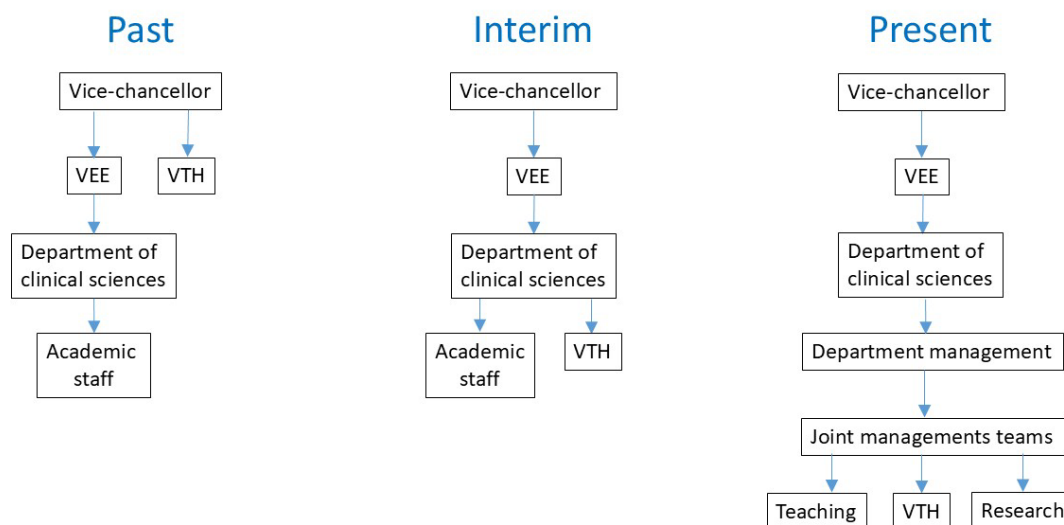 Past
Vice-chancellor
VEE
VTH
Department of
clinical sciences
Academic
staff
Interim
Vice-chancellor
VEE
Department of
clinical sciences
Academic
staff
VTH
Present
Vice-chancellor
VEE
Department of
clinical sciences
Department management
Joint managements teams
Teaching
VTH
Research